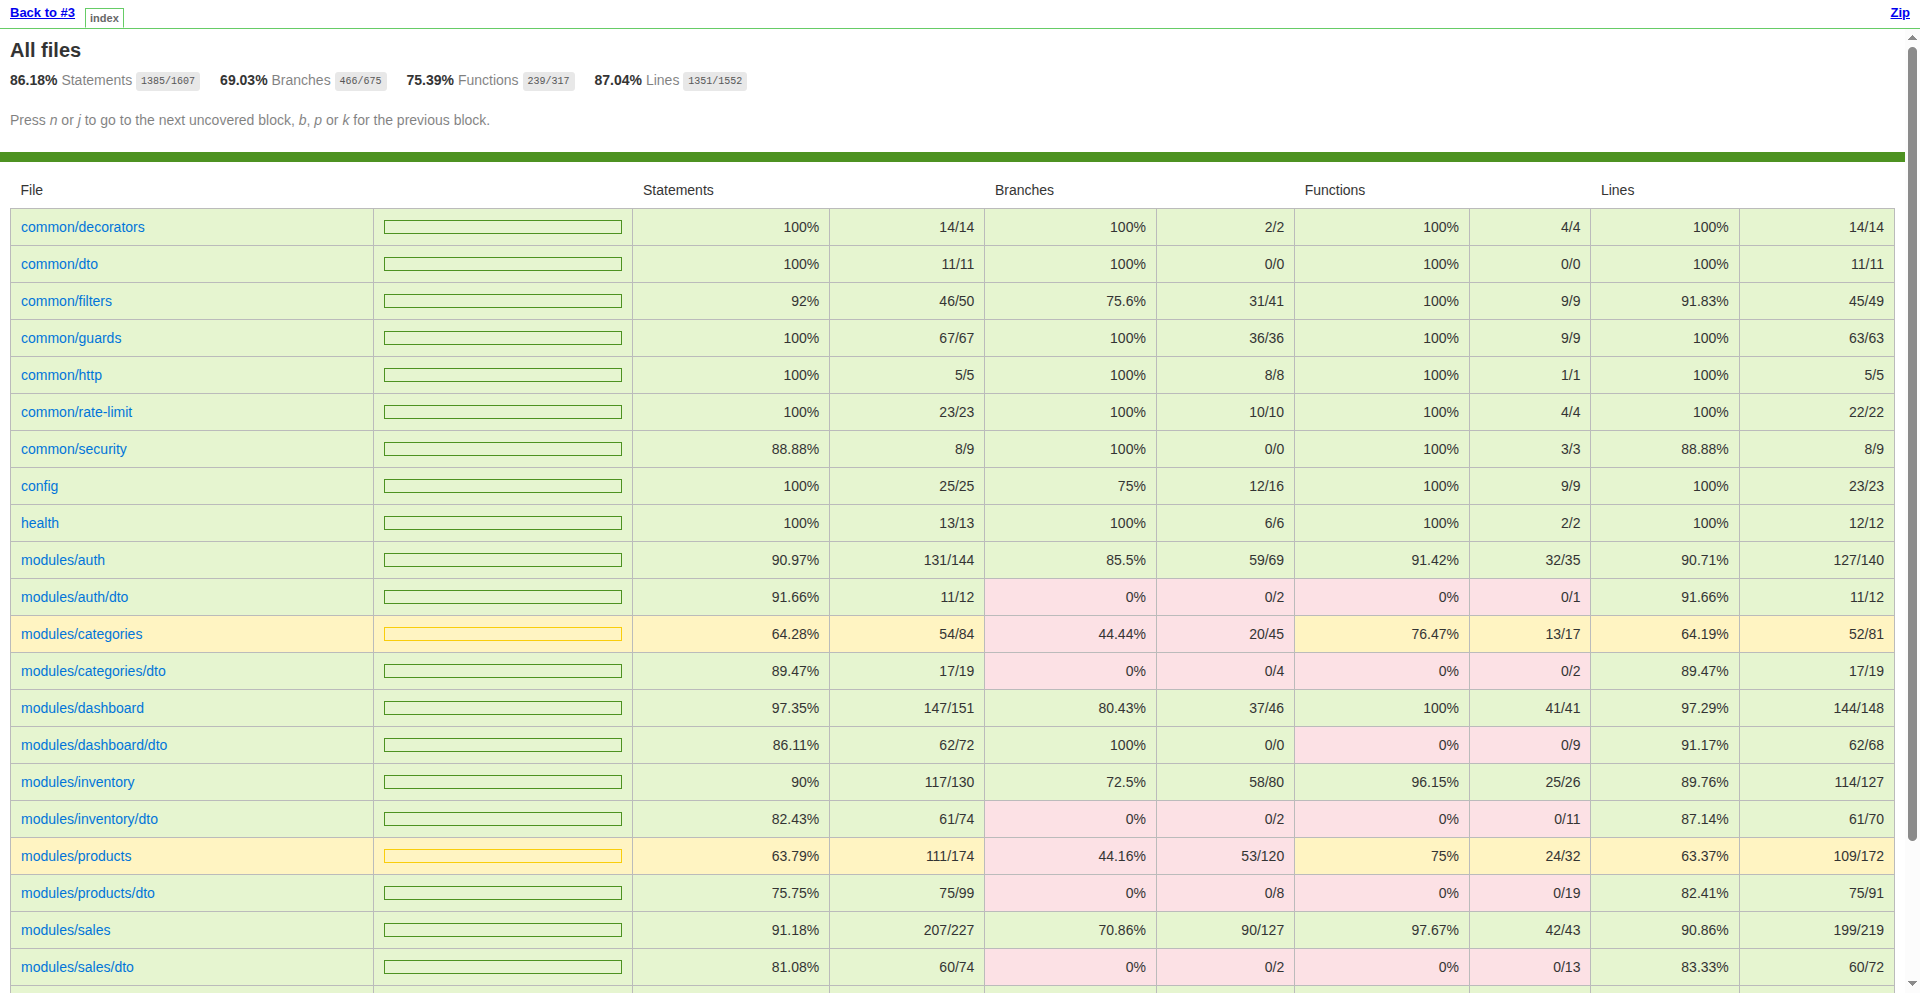 Back to #3 index Zip
All files
86.18% Statements 1385/1607 69.03% Branches 466/675 75.39% Functions 239/317 87.04% Lines 1351/1552
Press n or j to go to the next uncovered block, b, p or k for the previous block.
File Statements Branches Functions Lines
common/decorators 100% 14/14 100% 2/2 100% 4/4 100% 14/14
common/dto 100% 11/11 100% 0/0 100% 0/0 100% 11/11
common/filters 92% 46/50 75.6% 31/41 100% 9/9 91.83% 45/49
common/guards 100% 67/67 100% 36/36 100% 9/9 100% 63/63
common/http 100% 5/5 100% 8/8 100% 1/1 100% 5/5
common/rate-limit 100% 23/23 100% 10/10 100% 4/4 100% 22/22
common/security 88.88% 8/9 100% 0/0 100% 3/3 88.88% 8/9
config 100% 25/25 75% 12/16 100% 9/9 100% 23/23
health 100% 13/13 100% 6/6 100% 2/2 100% 12/12
modules/auth 90.97% 131/144 85.5% 59/69 91.42% 32/35 90.71% 127/140
modules/auth/dto 91.66% 11/12 0% 0/2 0% 0/1 91.66% 11/12
modules/categories 64.28% 54/84 44.44% 20/45 76.47% 13/17 64.19% 52/81
modules/categories/dto 89.47% 17/19 0% 0/4 0% 0/2 89.47% 17/19
modules/dashboard 97.35% 147/151 80.43% 37/46 100% 41/41 97.29% 144/148
modules/dashboard/dto 86.11% 62/72 100% 0/0 0% 0/9 91.17% 62/68
modules/inventory 90% 117/130 72.5% 58/80 96.15% 25/26 89.76% 114/127
modules/inventory/dto 82.43% 61/74 0% 0/2 0% 0/11 87.14% 61/70
modules/products 63.79% 111/174 44.16% 53/120 75% 24/32 63.37% 109/172
modules/products/dto 75.75% 75/99 0% 0/8 0% 0/19 82.41% 75/91
modules/sales 91.18% 207/227 70.86% 90/127 97.67% 42/43 90.86% 199/219
modules/sales/dto 81.08% 60/74 0% 0/2 0% 0/13 83.33% 60/72